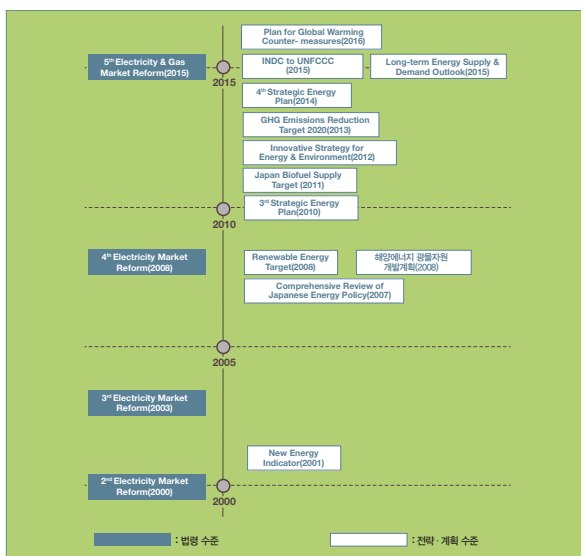 Plan for Global Warming
Counter- measures(2016)
5th Electricity & Gas
Market Reform(2015)
2015
INDC to UNFCCC
(2015)
Long-term Energy Supply &
Demand Outlook(2015)
4th Strategic Energy
Plan(2014)
GHG Emissions Reduction
Target 2020(2013)
Innovative Strategy for
Energy & Environment(2012)
Japan Biofuel Supply
Target (2011)
3rd Strategic Energy
Plan(2010)
2010
4th Electricity Market
Reform(2008)
Renewable Energy
Target(2008)
해양에너지 광물자원
개발계획(2008)
Comprehensive Review of
Japanese Energy Policy(2007)
2005
3rd Electricity Market
Reform(2003)
New Energy
Indicator(2001)
2nd Electricity Market
Reform(2000)
2000
: 법령 수준
: 전략·계획 수준